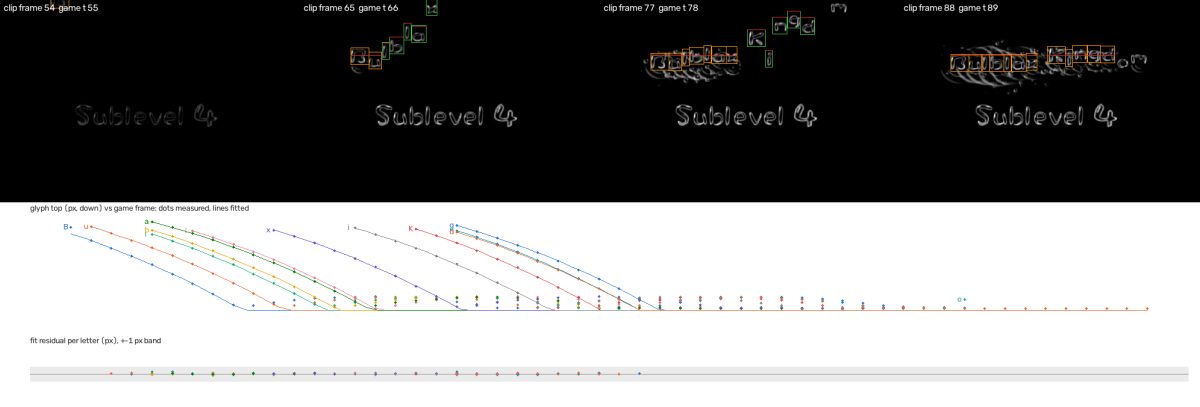 clip frame 54 game t 55
clip frame 65 game t 66
clip frame 77 game t 78
clip frame 88 game t 89
Sublevel 4
Sublevel 4
Sublevel 4
Sublevel 4
glyph top (px, down) vs game frame: dots measured, lines fitted
fit residual per letter (px), +-1 px band